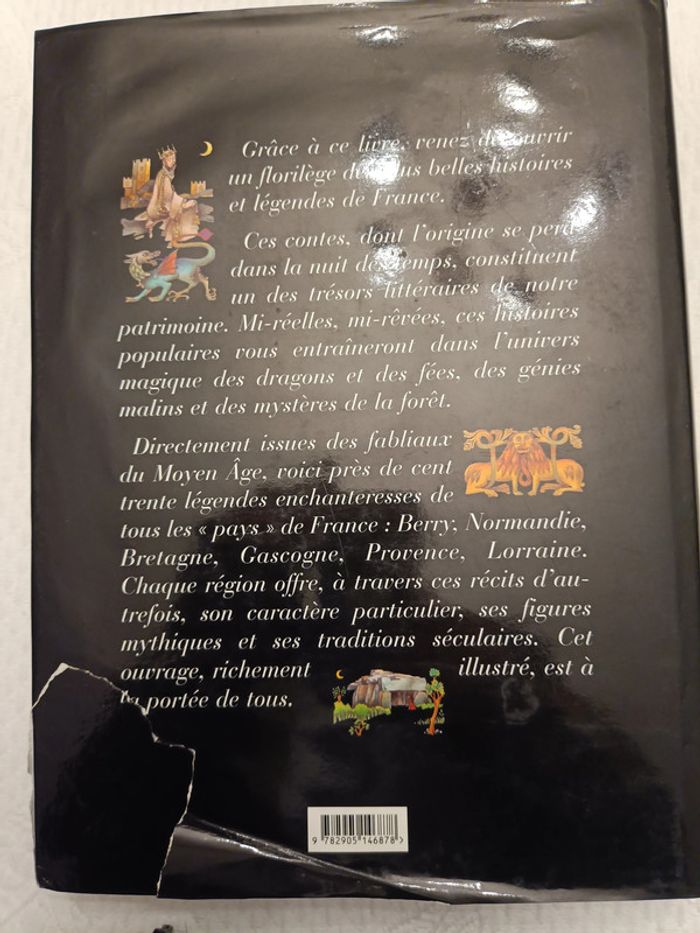 Grâce à ce livre, venez découvrir
un florilège des plus belles histoires
et légendes de France.
Ces contes, dont l'origine se perd
dans la nuit des temps, constituent
un des trésors littéraires de notre
patrimoine. Mi-réelles, mi-rêvées, ces histoires
populaires vous entraîneront dans l'univers
magique des dragons et des fées, des génies
malins et des mystères de la forêt.
Directement issues des fabliaux
du Moyen Âge, voici près de cent
trente légendes enchanteresses de
tous les « pays » de France : Berry, Normandie,
Bretagne, Gascogne, Provence, Lorraine.
Chaque région offre, à travers ces récits d'au-
trefois, son caractère particulier, ses figures
mythiques et ses traditions séculaires. Cet
ouvrage, richement illustré, est à
la portée de tous.
9 782905 146878 >